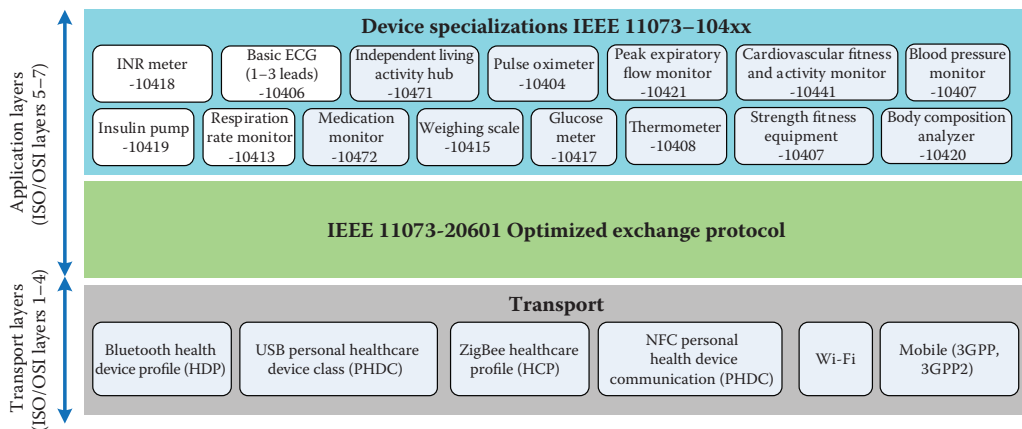 Application layers
(ISO/OSI layers 5–7)
Device specializations IEEE 11073–104xx
INR meter
-10418
Basic ECG
(1–3 leads)
-10406
Independent living
activity hub
-10471
Pulse oximeter
-10404
Peak expiratory
flow monitor
-10421
Cardiovascular fitness
and activity monitor
-10441
Blood pressure
monitor
-10407
Insulin pump
-10419
Respiration
rate monitor
-10413
Medication
monitor
-10472
Weighing scale
-10415
Glucose
meter
-10417
Thermometer
-10408
Strength fitness
equipment
-10407
Body composition
analyzer
-10420
IEEE 11073-20601 Optimized exchange protocol
Transport layers
(ISO/OSI layers 1–4)
Transport
Bluetooth health
device profile (HDP)
USB personal healthcare
device class (PHDC)
ZigBee healthcare
profile (HCP)
NFC personal
health device
communication (PHDC)
Wi-Fi
Mobile (3GPP,
3GPP2)